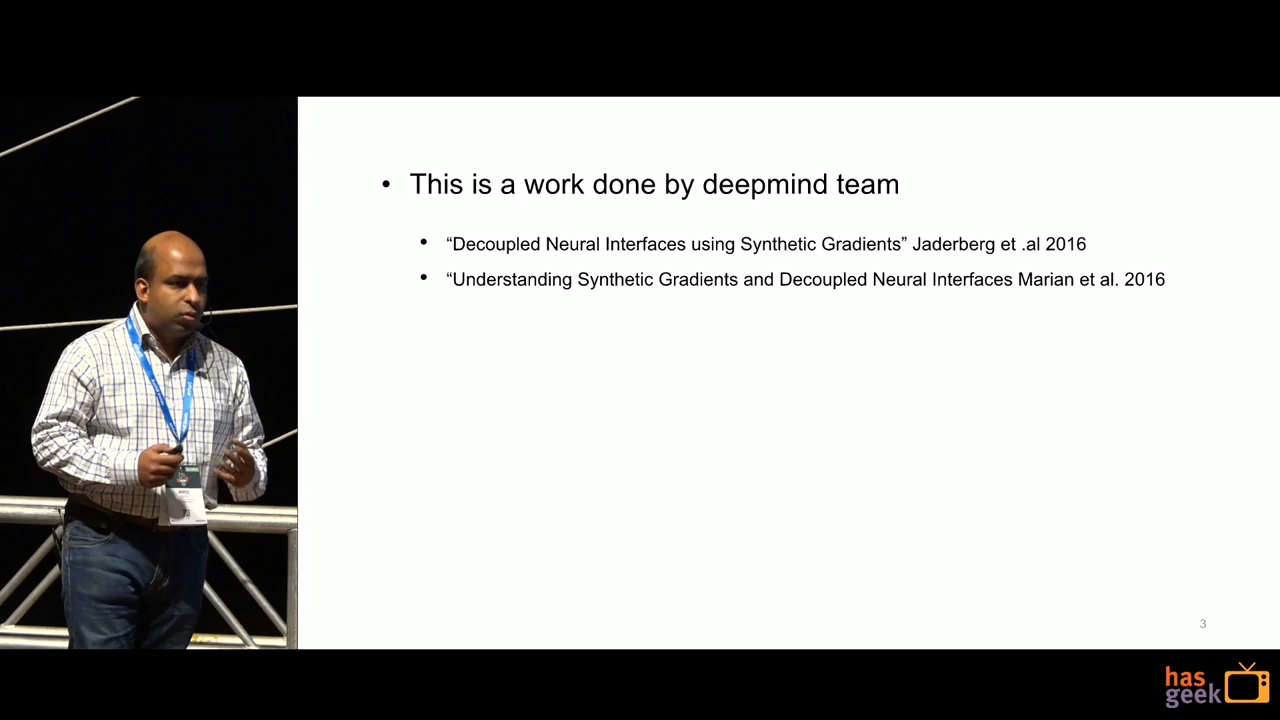 • This is a work done by deepmind team
• “Decoupled Neural Interfaces using Synthetic Gradients” Jaderberg et .al 2016
• “Understanding Synthetic Gradients and Decoupled Neural Interfaces Marian et al. 2016
3
has
geek